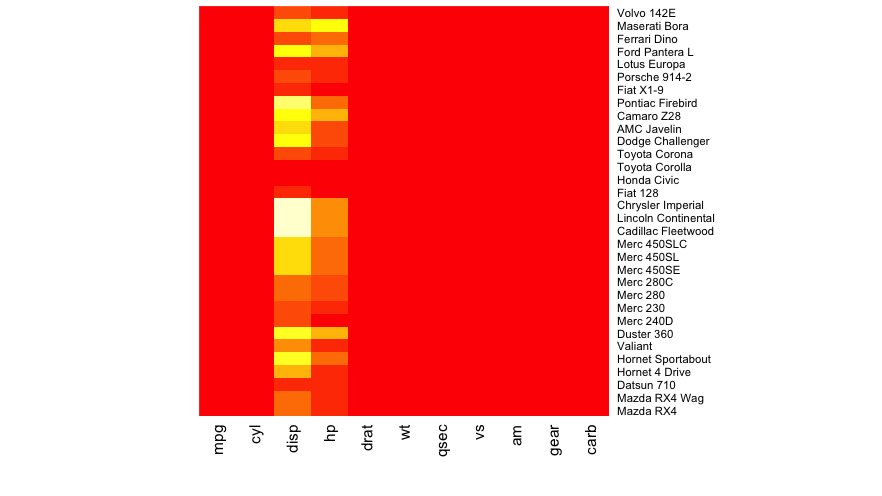 Volvo 142E
Maserati Bora
Ferrari Dino
Ford Pantera L
Lotus Europa
Porsche 914-2
Fiat X1-9
Pontiac Firebird
Camaro Z28
AMC Javelin
Dodge Challenger
Toyota Corona
Toyota Corolla
Honda Civic
Fiat 128
Chrysler Imperial
Lincoln Continental
Cadillac Fleetwood
Merc 450SLC
Merc 450SL
Merc 450SE
Merc 280C
Merc 280
Merc 230
Merc 240D
Duster 360
Valiant
Hornet Sportabout
Hornet 4 Drive
Datsun 710
Mazda RX4 Wag
Mazda RX4
mpg
cyl
disp
hp
drat
wt
qsec
vs
am
gear
carb